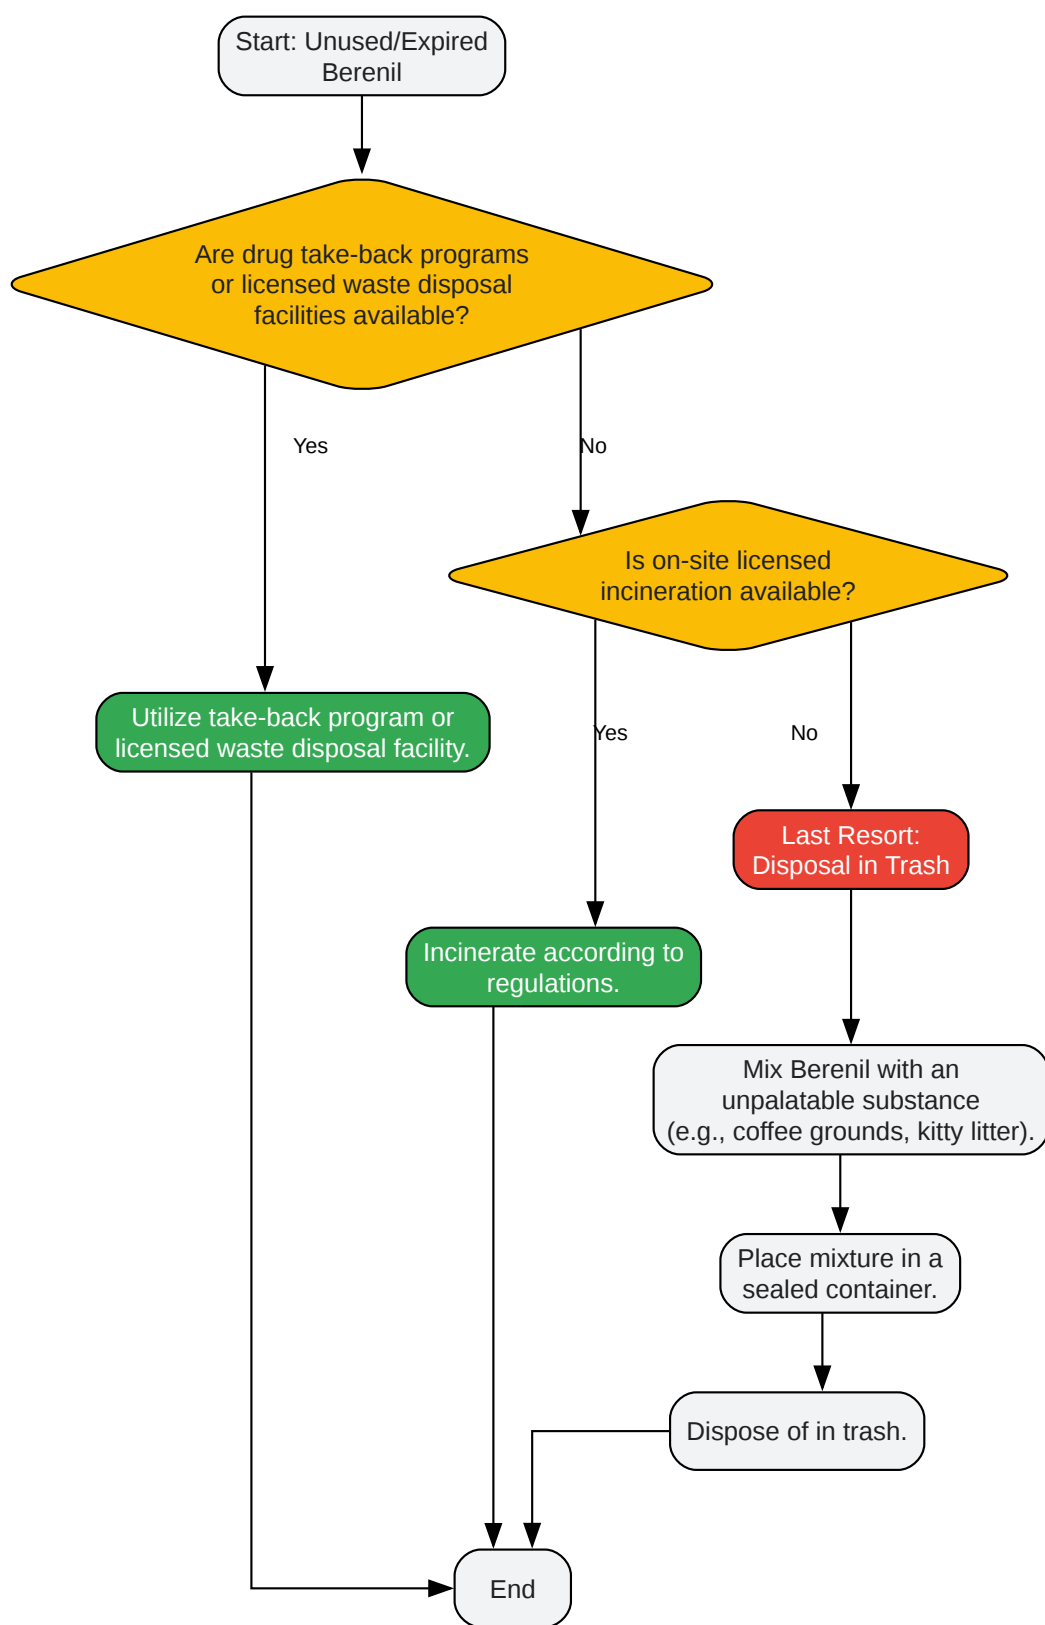 Start: Unused/Expired
Berenil
Are drug take-back programs
or licensed waste disposal
facilities available?
Yes
No
Is on-site licensed
incineration available?
Utilize take-back program or
licensed waste disposal facility.
Yes
No
Last Resort:
Disposal in Trash
Incinerate according to
regulations.
Mix Berenil with an
unpalatable substance
(e.g., coffee grounds, kitty litter).
Place mixture in a
sealed container.
Dispose of in trash.
End